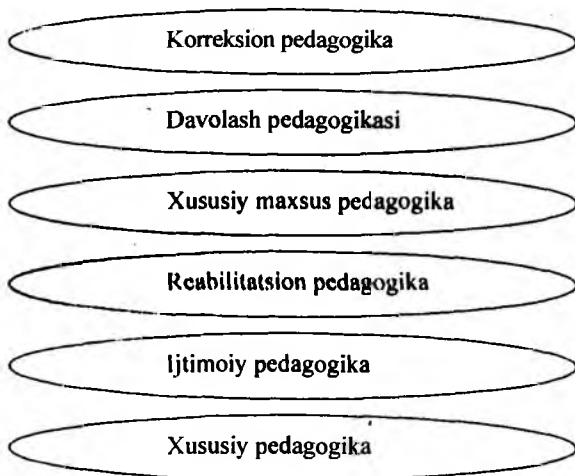 Korreksion pedagogika
Davolash pedagogikasi
Xususiy maxsus pedagogika
Reabilitatsion pedagogika
Ijtimoiy pedagogika
Xususiy pedagogika